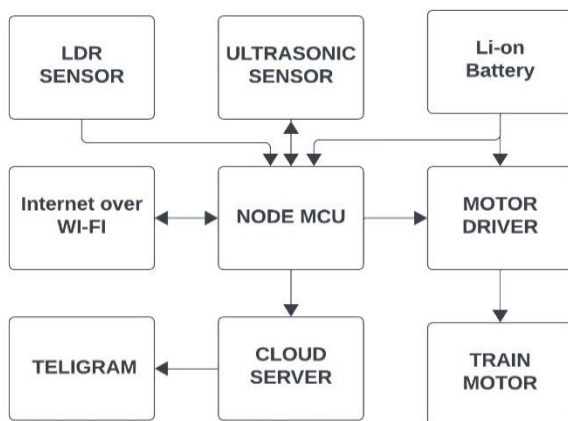 LDR
SENSOR
ULTRASONIC
SENSOR
Li-on
Battery
Internet over
WI-FI
NODE MCU
MOTOR
DRIVER
TELIGRAM
CLOUD
SERVER
TRAIN
MOTOR